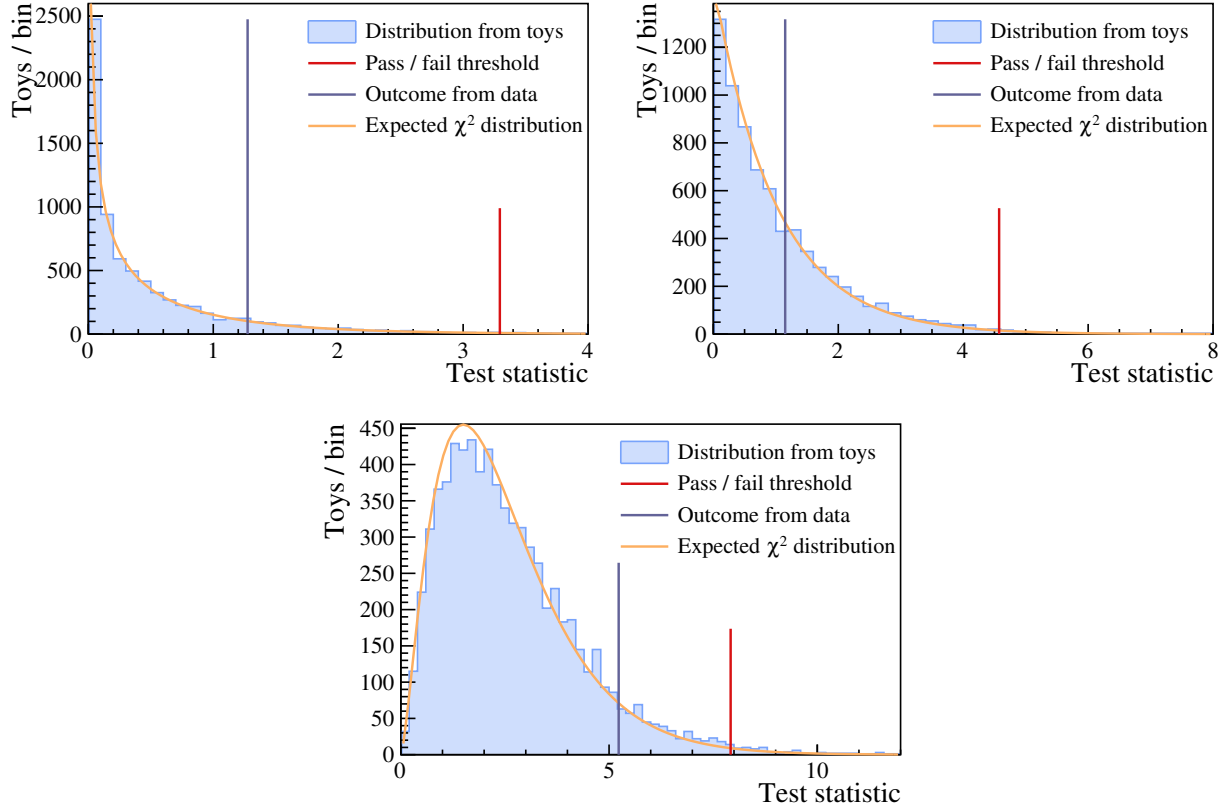 Toys / bin
2500
2000
1500
1000
500
0
Distribution from toys
Pass / fail threshold
Outcome from data
Expected χ² distribution
0 1 2 3 4
Test statistic
Toys / bin
1200
1000
800
600
400
200
0
Distribution from toys
Pass / fail threshold
Outcome from data
Expected χ² distribution
0 2 4 6 8
Test statistic
Toys / bin
450
400
350
300
250
200
150
100
50
0
Distribution from toys
Pass / fail threshold
Outcome from data
Expected χ² distribution
0 5 10
Test statistic